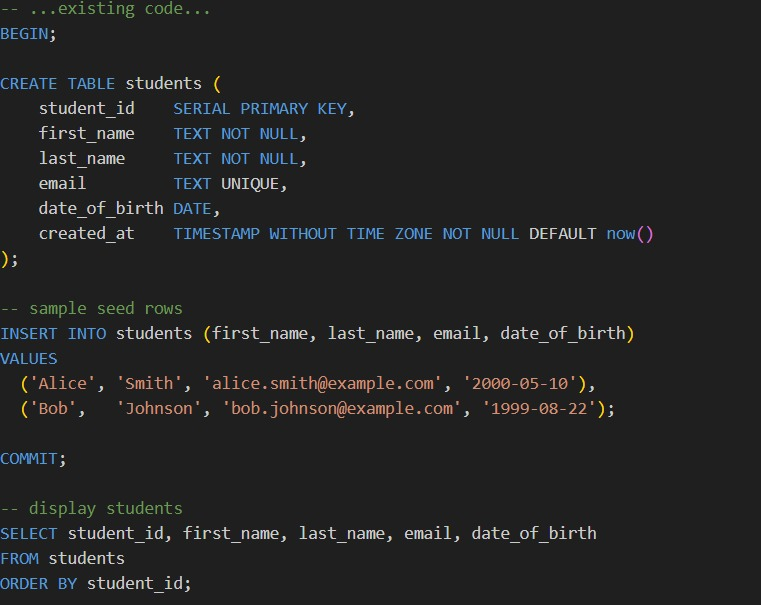 -- ...existing code...
BEGIN;

CREATE TABLE students (
    student_id    SERIAL PRIMARY KEY,
    first_name    TEXT NOT NULL,
    last_name     TEXT NOT NULL,
    email         TEXT UNIQUE,
    date_of_birth DATE,
    created_at    TIMESTAMP WITHOUT TIME ZONE NOT NULL DEFAULT now()
);

-- sample seed rows
INSERT INTO students (first_name, last_name, email, date_of_birth)
VALUES
  ('Alice', 'Smith', 'alice.smith@example.com', '2000-05-10'),
  ('Bob',   'Johnson', 'bob.johnson@example.com', '1999-08-22');

COMMIT;

-- display students
SELECT student_id, first_name, last_name, email, date_of_birth
FROM students
ORDER BY student_id;